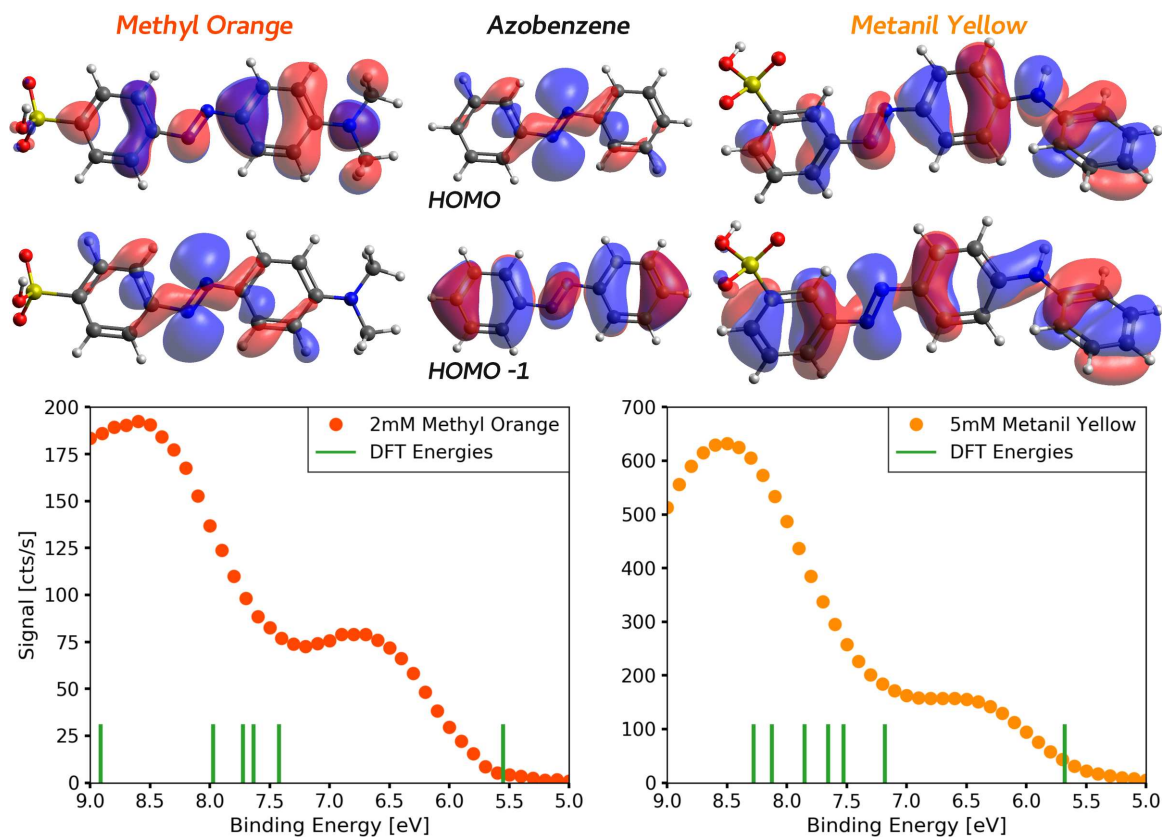 Methyl Orange
Azobenzene
Metanil Yellow
HOMO
HOMO -1
200
175
150
125
100
75
50
25
0
Signal [cts/s]
2mM Methyl Orange
DFT Energies
9.0 8.5 8.0 7.5 7.0 6.5 6.0 5.5 5.0
Binding Energy [eV]
700
600
500
400
300
200
100
0
5mM Metanil Yellow
DFT Energies
9.0 8.5 8.0 7.5 7.0 6.5 6.0 5.5 5.0
Binding Energy [eV]